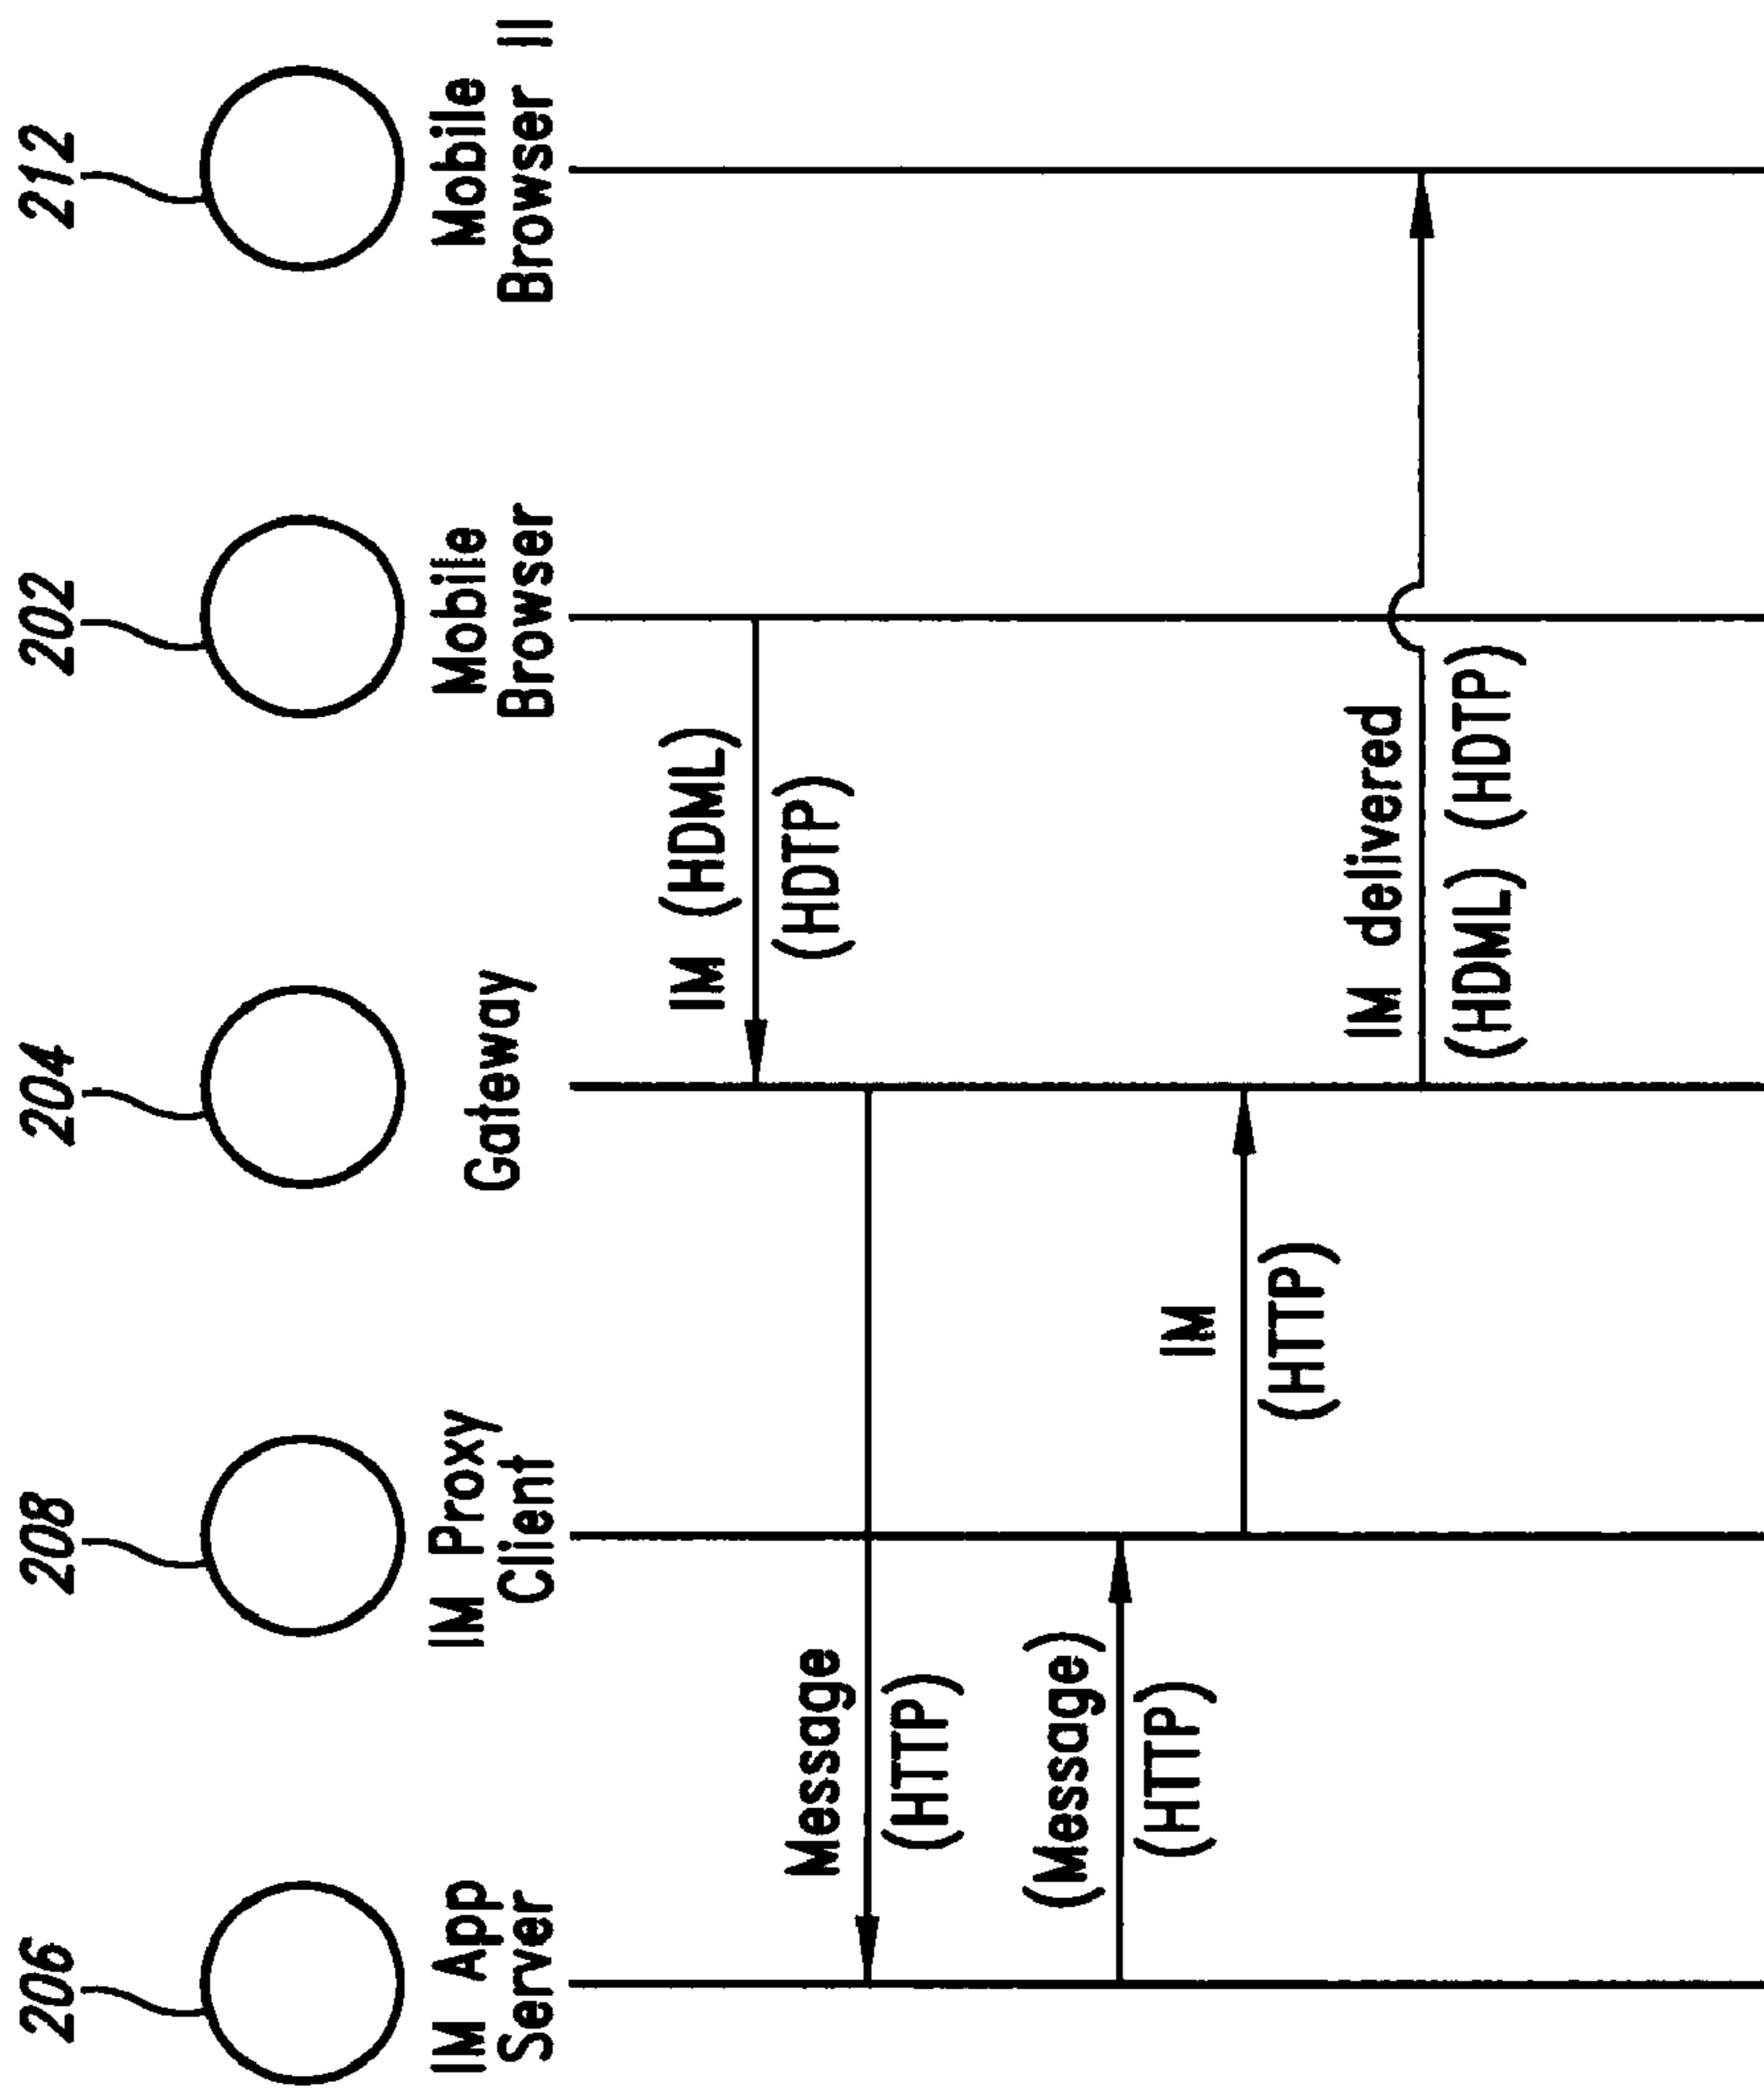 206
208
204
202
212
IM App
Server
IM Proxy
Client
Gateway
Mobile
Browser
Mobile
Browser II
IM (HDML)
(HDTP)
Message
(HTTP)
(Message)
(HTTP)
IM
(HTTP)
IM delivered
(HDML) (HDTP)